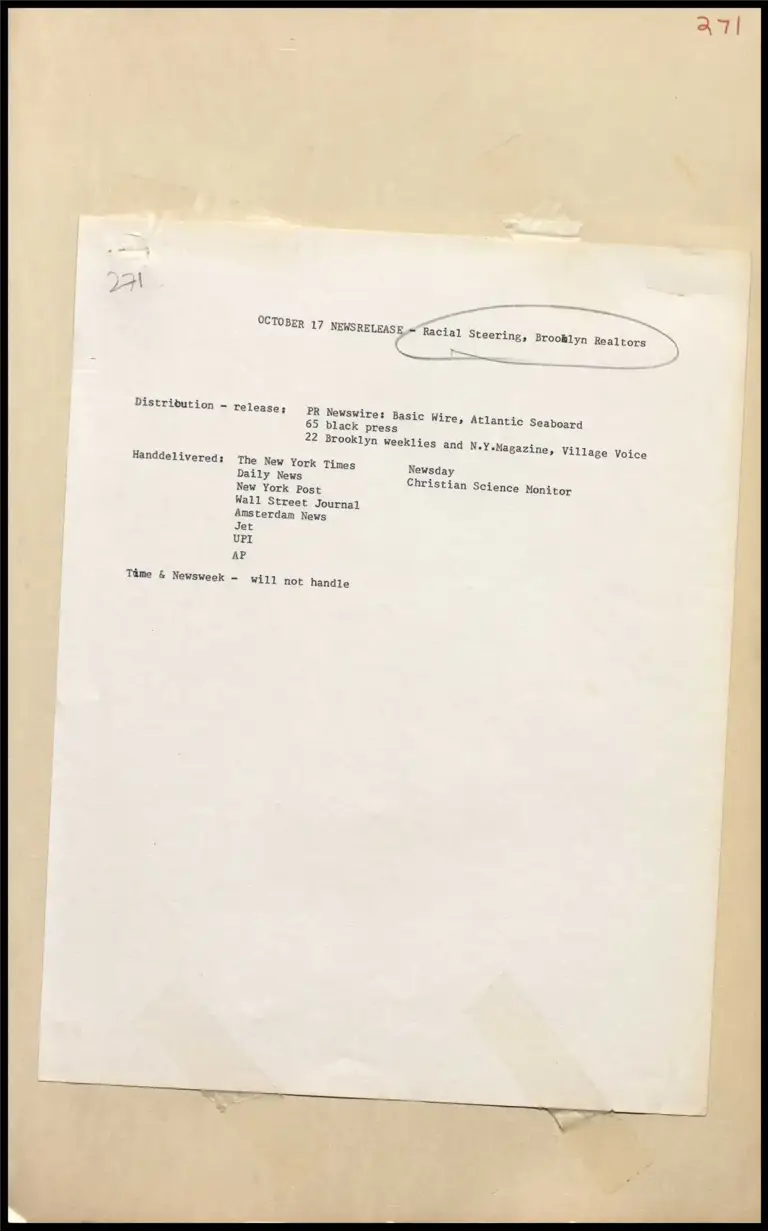 271
271
OCTOBER 17 NEWSRELEASE - Racial Steering, Brooklyn Realtors
Distribution - release: PR Newswire: Basic Wire, Atlantic Seaboard
65 black press
22 Brooklyn weeklies and N.Y.Magazine, Village Voice
Handdelivered: The New York Times Newsday
Daily News Christian Science Monitor
New York Post
Wall Street Journal
Amsterdam News
Jet
UPI
AP
Time & Newsweek - will not handle